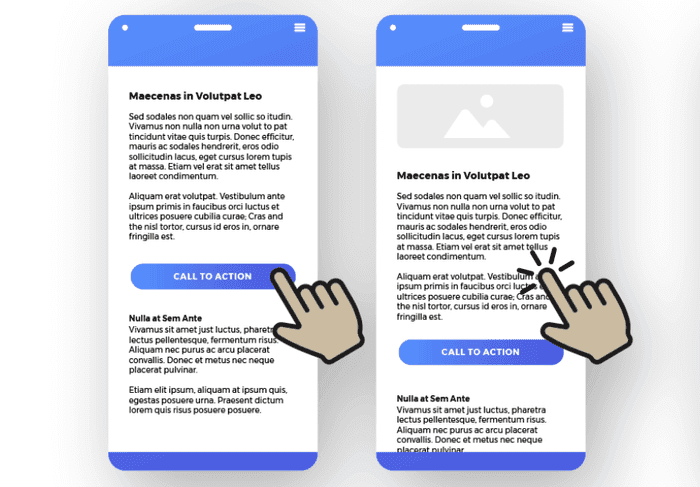 Maecenas in Volutpat Leo
Sed sodales non quam vel sollic so itudin.
Vivamus non nulla non urna volut to pat
tincidunt vitae quis turpis. Donec efficitur,
mauris ac sodales hendrerit, eros odio
sollicitudin lacus, eget cursus lorem tupis
at massa. Etiam vel erat sit amet tellus
laoreet condimentum.
Aliquam erat volutpat. Vestibulum ante
ipsum primis in faucibus orci luctus et
ultrices posuere cubilia curae; Cras and
the nisl tortor, cursus id eros in, ornare
fringilla est.
CALL TO ACTION
Nulla at Sem Ante
Vivamus sit amet just luctus, pharetra
lectus pellentesque, fermentum risus.
Aliquam nec purus ac arcu placerat
convallis. Donec et metus nec neque
placerat pulvinar.
Etiam elit ipsum, aliquam at ipsum quis,
egestas posuere urna. Praesent dictum
lorem quis risus posuere posuere.
Maecenas in Volutpat Leo
Sed sodales non quam vel sollic so itudin.
Vivamus non nulla non urna volut to pat
tincidunt vitae quis turpis. Donec efficitur,
mauris ac sodales hendrerit, eros odio
sollicitudin lacus, eget cursus lorem tupis
at massa. Etiam vel erat sit amet tellus
laoreet condimentum.
Aliquam erat volutpat. Vestibulum
ipsum primis in faucibus orci luctus
ultrices posuere cubilia curae; Cras and
the nisl tortor, cursus id eros in, ornare
fringilla est.
CALL TO ACTION
Nulla at Sem Ante
Vivamus sit amet just luctus, pharetra
lectus pellentesque, fermentum risus.
Aliquam nec purus ac arcu placerat
convallis. Donec et metus nec neque
placerat pulvinar.